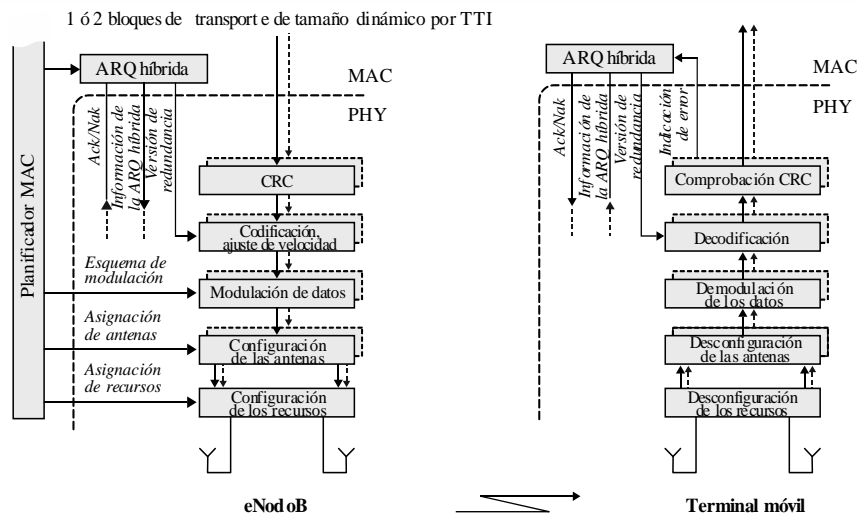 1 ó 2 bloques de transporte de tamaño dinámico por TTI
Planificador MAC
ARQ híbrida
MAC
PHY
Ack/Nak
Información de
la ARQ híbrida
Versión de
redundancia
CRC
Codificación,
ajuste de velocidad
Esquema de
modulación
Modulación de datos
Asignación
de antenas
Configuración
de las antenas
Asignación
de recursos
Configuración
de los recursos
eNodoB
ARQ híbrida
MAC
PHY
Ack/Nak
Información de
la ARQ híbrida
Versión de
redundancia
Indicación
de error
Comprobación CRC
Decodificación
Demodulación
de los datos
Desconfiguración
de las antenas
Desconfiguración
de los recursos
Terminal móvil